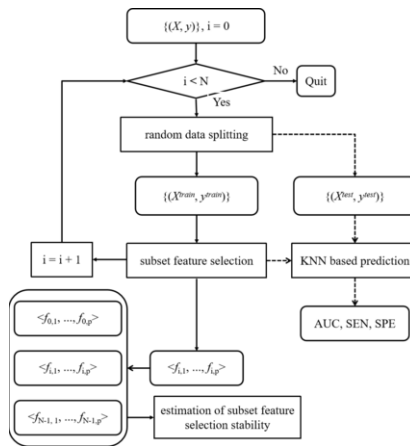 {(X, y)}, i = 0
i < N
No
Quit
Yes
random data splitting
{(X^train, y^train)}
{(X^test, y^test)}
i = i + 1
subset feature selection
KNN based prediction
<f_0,1, ..., f_0,p>
AUC, SEN, SPE
<f_i,1, ..., f_i,p>
<f_i,1, ..., f_i,p>
<f_N-1, 1, ..., f_N-1,p>
estimation of subset feature
selection stability